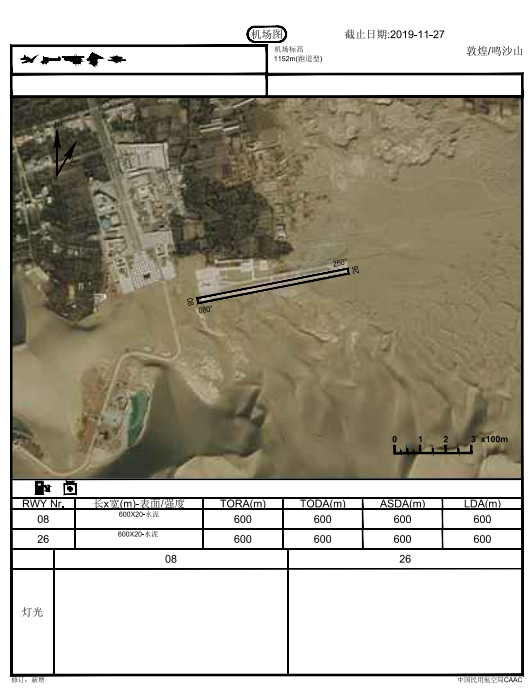 机场图
截止日期:2019-11-27
机场标高
1152m(跑道型)
敦煌/鸣沙山
260°
26
08
080°
0 1 2 3 x100m
RWY Nr. 长x宽(m)-表面/强度 TORA(m) TODA(m) ASDA(m) LDA(m)
08 600X20-水泥 600 600 600 600
26 600X20-水泥 600 600 600 600
08 26
灯光
修订：新增 中国民用航空局CAAC